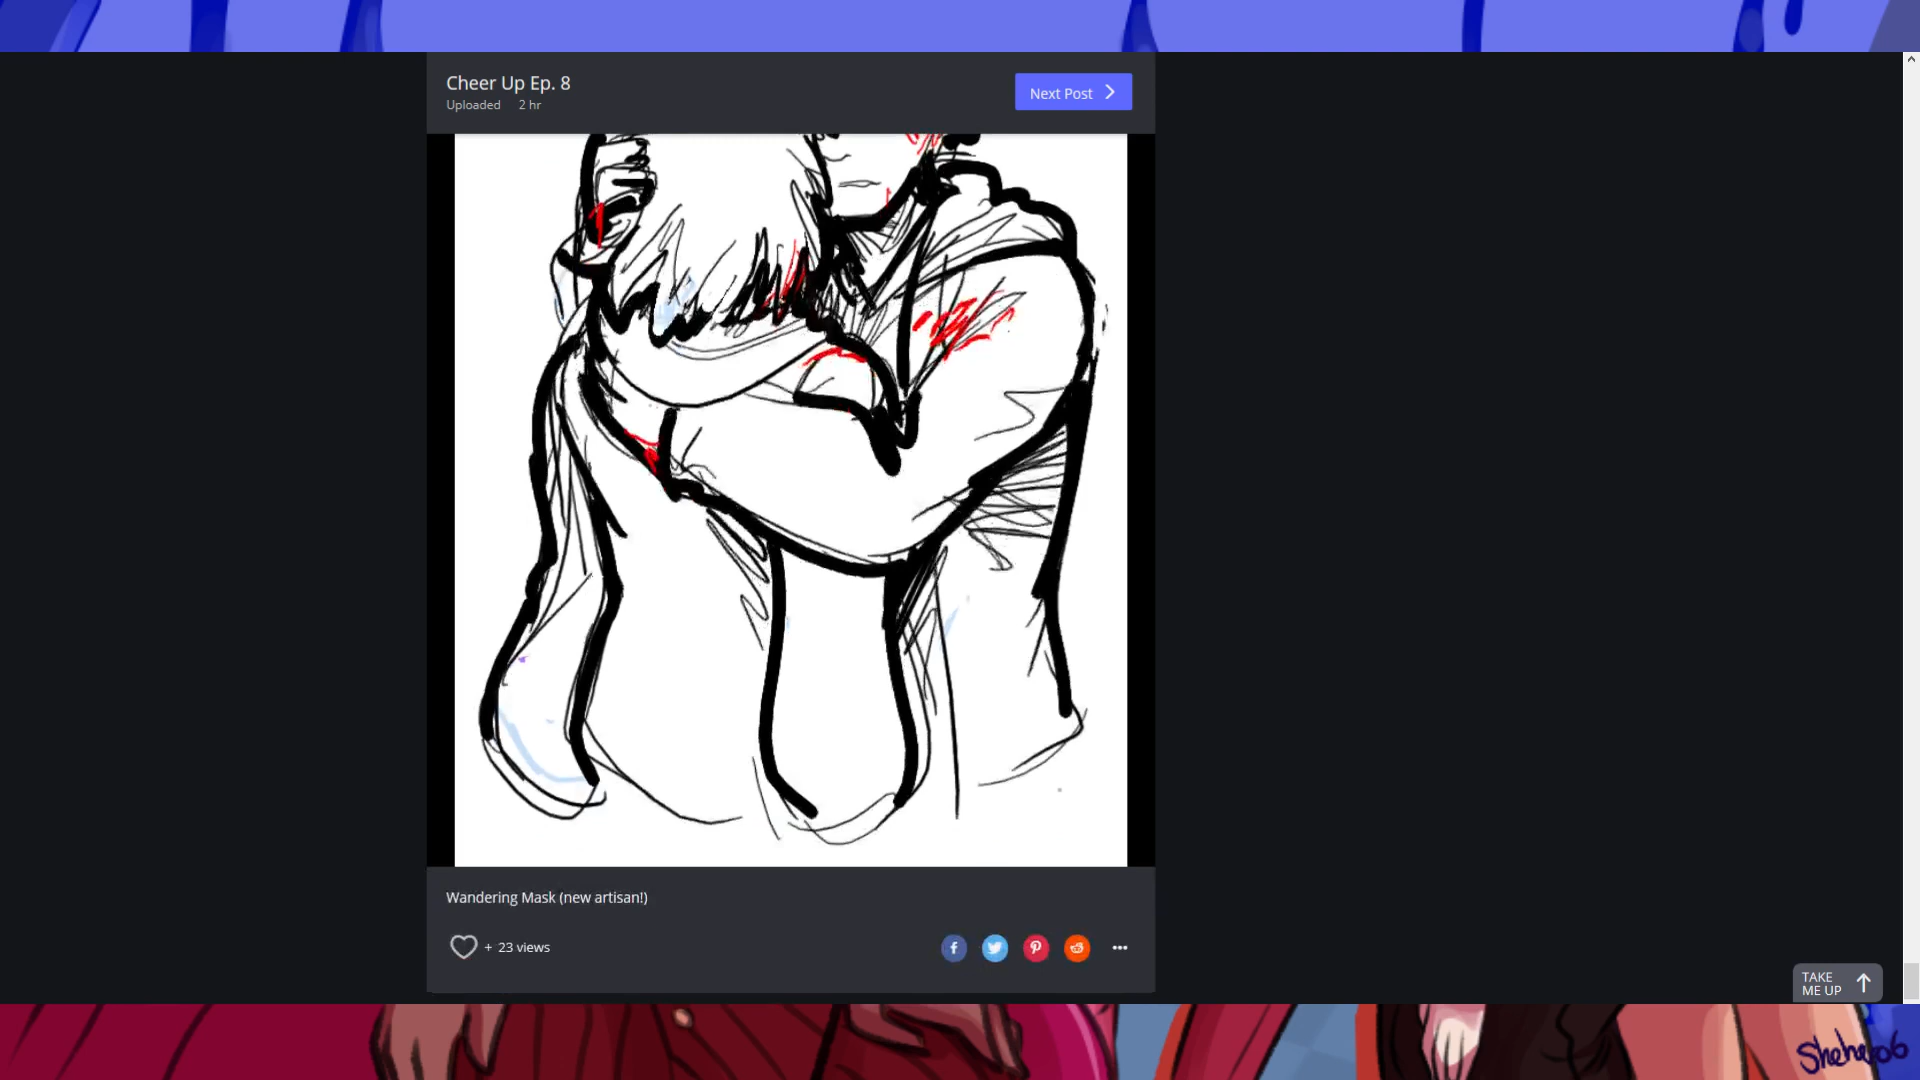 Cheer Up Ep. 8
Uploaded 2 hr
Next Post
Wandering Mask (new artisan!)
+ 23 views
TAKE
ME UP